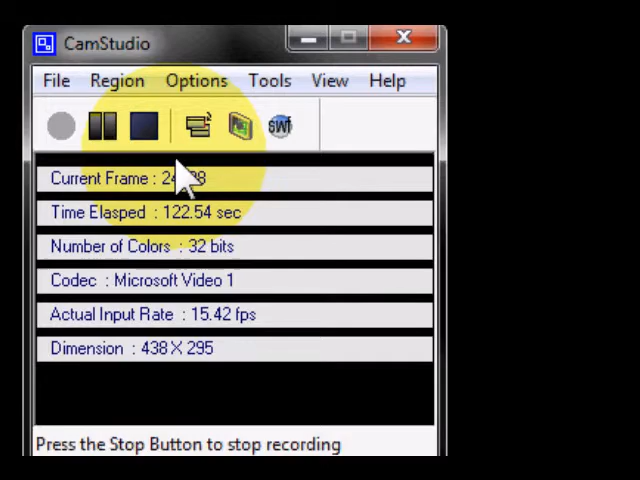 CamStudio
File Region Options Tools View Help
swf
Current Frame :
Time Elasped : 122.54 sec
Number of Colors : 32 bits
Codec : Microsoft Video 1
Actual Input Rate : 15.42 fps
Dimension : 438 X 295
Press the Stop Button to stop recording